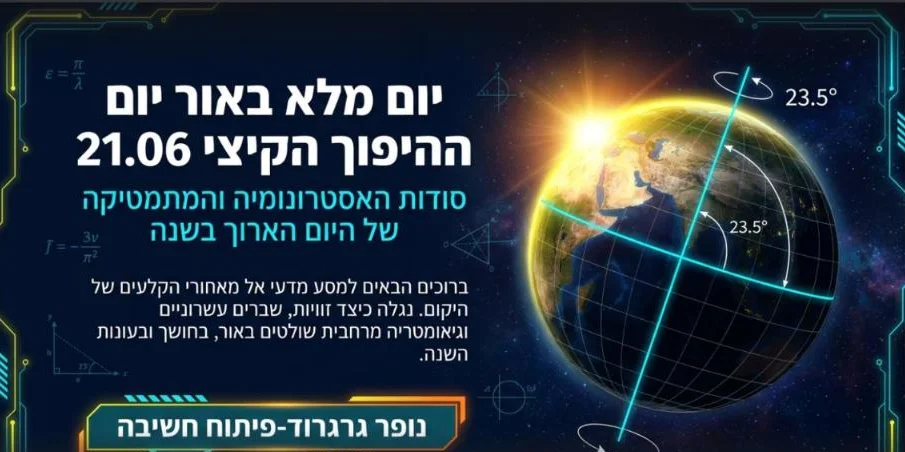 יום מלא באור יום
ההיפוך הקיצי 21.06
סודות האסטרונומיה והמתמטיקה
של היום הארוך בשנה
ברוכים הבאים למסע מדעי אל מאחורי הקלעים של
היקום. נגלה כיצד זוויות, שברים עשרוניים
וגיאומטריה מרחבית שולטים באור, בחושך ובעונות
השנה.
נופר גרגרוד-פיתוח חשיבה
23.5°
23.5°
ε = π/λ